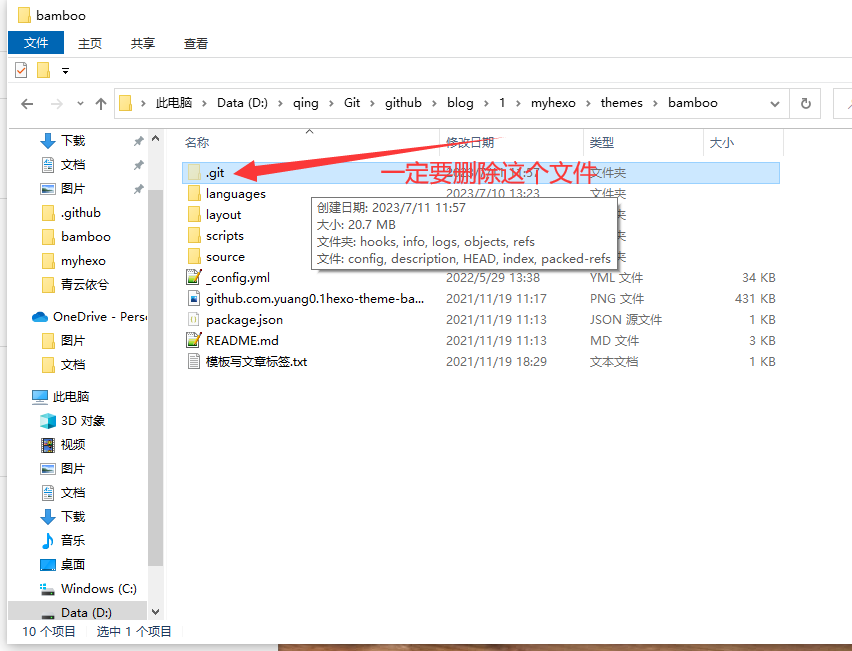 bamboo
文件 主页 共享 查看
此电脑 Data (D:) qing Git github blog 1 myhexo themes bamboo
名称 修改日期 类型 大小
下载
文档
图片
.github
bamboo
myhexo
青云依兮
OneDrive - Perso
图片
文档
此电脑
3D 对象
视频
图片
文档
下载
音乐
桌面
Windows (C:)
Data (D:)
.git 2023/7/11 11:57 文件夹
一定要删除这个文件
languages 2023/7/10 13:23 文件夹
layout
scripts
source
创建日期: 2023/7/11 11:57
大小: 20.7 MB
文件夹: hooks, info, logs, objects, refs
文件: config, description, HEAD, index, packed-refs
_config.yml 2022/5/29 13:38 YML 文件 34 KB
github.com.yuang0.1hexo-theme-ba... 2021/11/19 11:17 PNG 文件 431 KB
package.json 2021/11/19 11:13 JSON 源文件 1 KB
README.md 2021/11/19 11:13 MD 文件 3 KB
模板写文章标签.txt 2021/11/19 18:29 文本文档 1 KB
10 个项目 选中 1 个项目